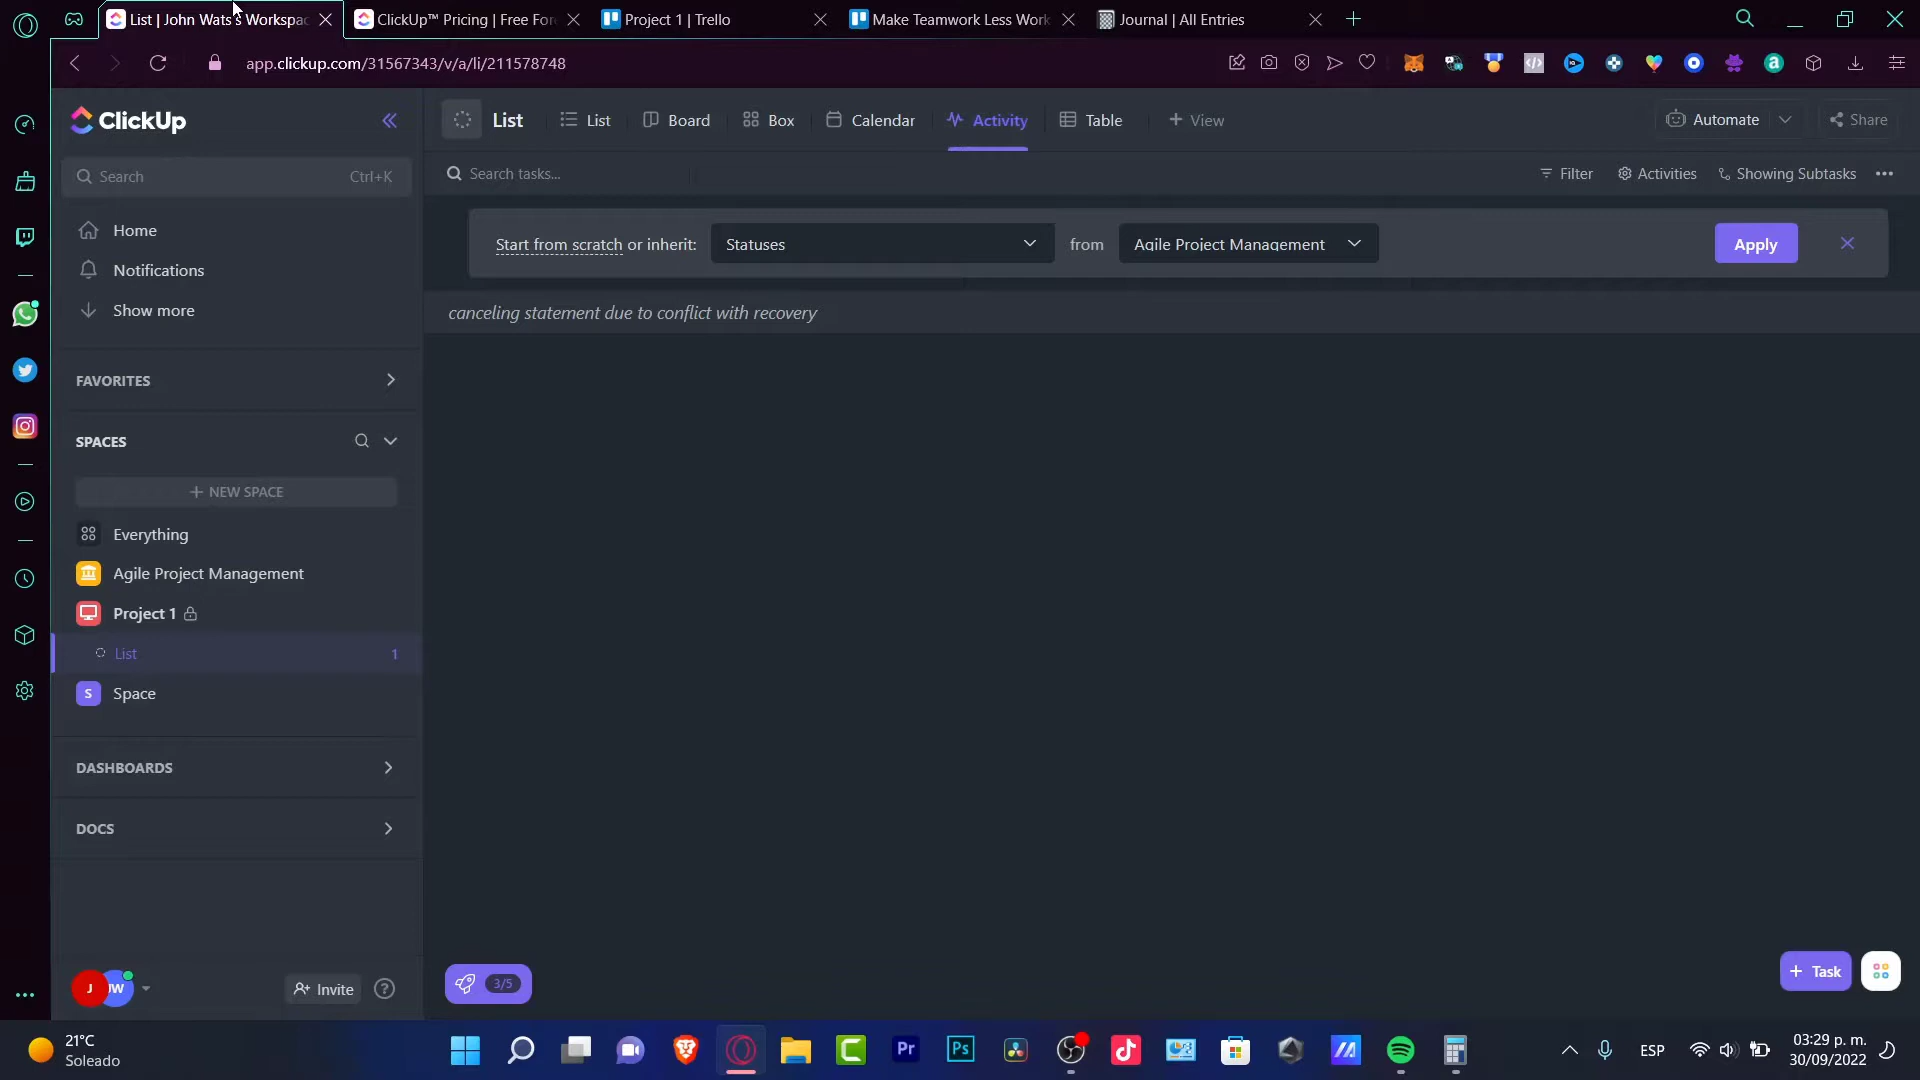 List | John Wats's Workspac
ClickUp™ Pricing | Free For
Project 1 | Trello
Make Teamwork Less Work
Journal | All Entries
app.clickup.com/31567343/v/a/li/211578748
ClickUp
List
List
Board
Box
Calendar
Activity
Table
+ View
Automate
Share
Search
Ctrl+K
Search tasks...
Filter
Activities
Showing Subtasks
Home
Notifications
Show more
Start from scratch or inherit:
Statuses
from
Agile Project Management
Apply
canceling statement due to conflict with recovery
FAVORITES
SPACES
+ NEW SPACE
Everything
Agile Project Management
Project 1
List
1
S
Space
DASHBOARDS
DOCS
J
JW
Invite
?
3/5
+ Task
21°C
Soleado
Pr
Ps
ESP
03:29 p. m.
30/09/2022